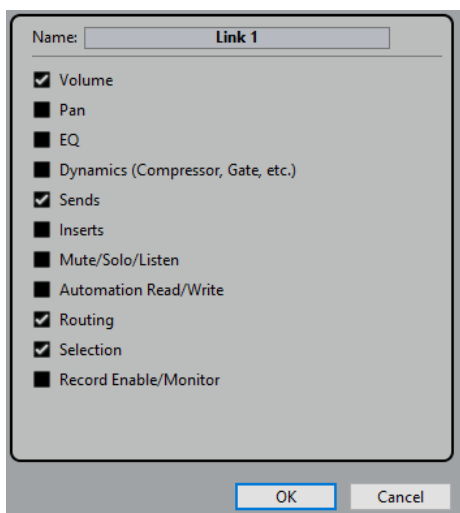 Name: Link 1
Volume
Pan
EQ
Dynamics (Compressor, Gate, etc.)
Sends
Inserts
Mute/Solo/Listen
Automation Read/Write
Routing
Selection
Record Enable/Monitor
OK Cancel